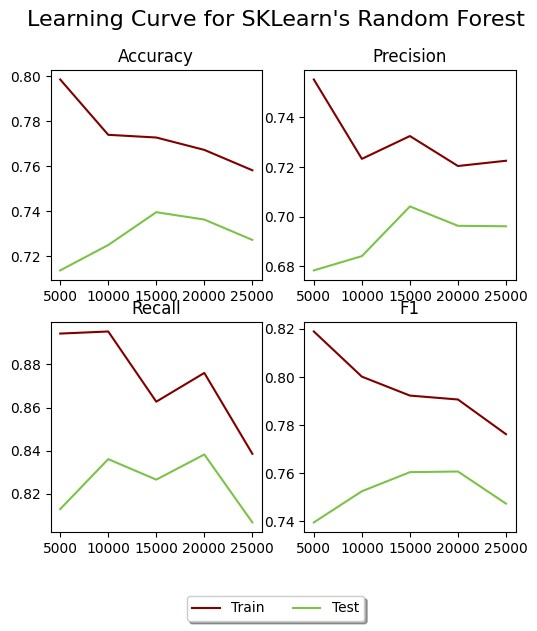 Learning Curve for SKLearn's Random Forest
Accuracy
Precision
0.80
0.78
0.76
0.74
0.72
0.74
0.72
0.70
0.68
5000 10000 15000 20000 25000
5000 10000 15000 20000 25000
Recall
F1
0.88
0.86
0.84
0.82
0.82
0.80
0.78
0.76
0.74
5000 10000 15000 20000 25000
5000 10000 15000 20000 25000
Train Test